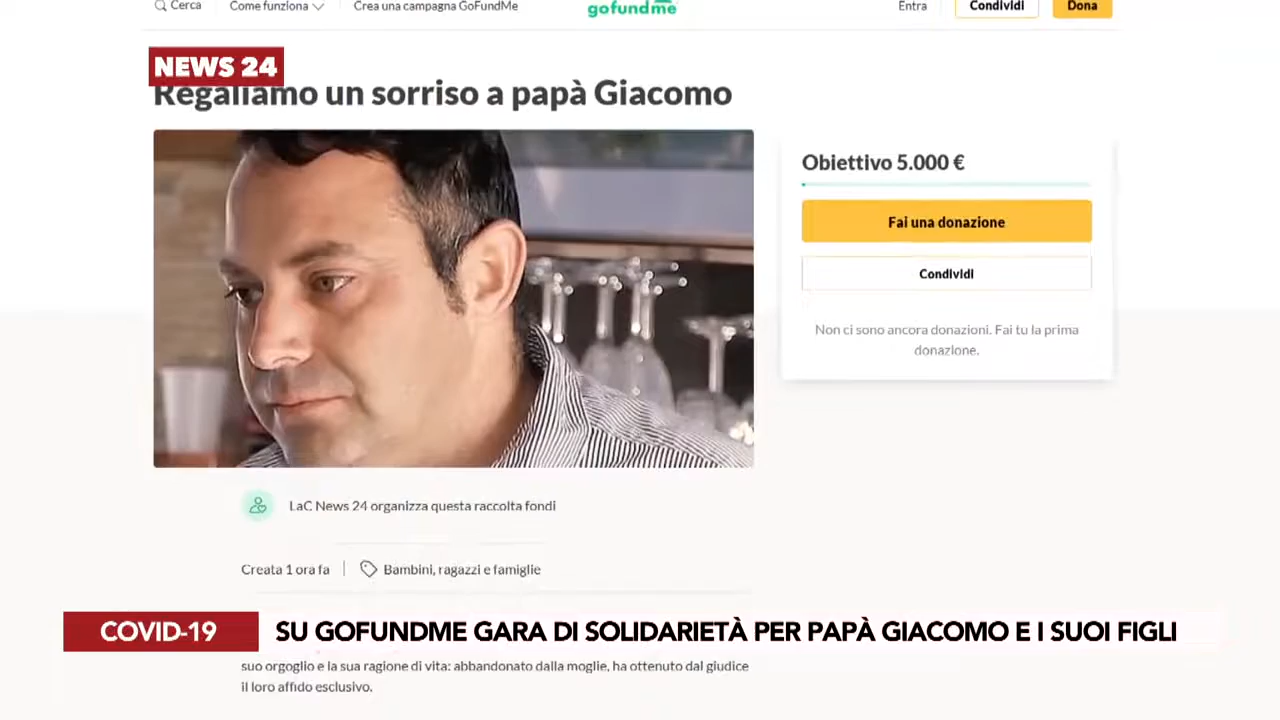 Cerca
Come funziona
Crea una campagna GoFundMe
gofundme
Entra
Condividi
Dona
NEWS 24
Regaliamo un sorriso a papà Giacomo
Obiettivo 5.000 €
Fai una donazione
Condividi
Non ci sono ancora donazioni. Fai tu la prima
donazione.
LaC News 24 organizza questa raccolta fondi
Creata 1 ora fa
Bambini, ragazzi e famiglie
COVID-19
SU GOFUNDME GARA DI SOLIDARIETÀ PER PAPÀ GIACOMO E I SUOI FIGLI
suo orgoglio e la sua ragione di vita: abbandonato dalla moglie, ha ottenuto dal giudice
il loro affido esclusivo.